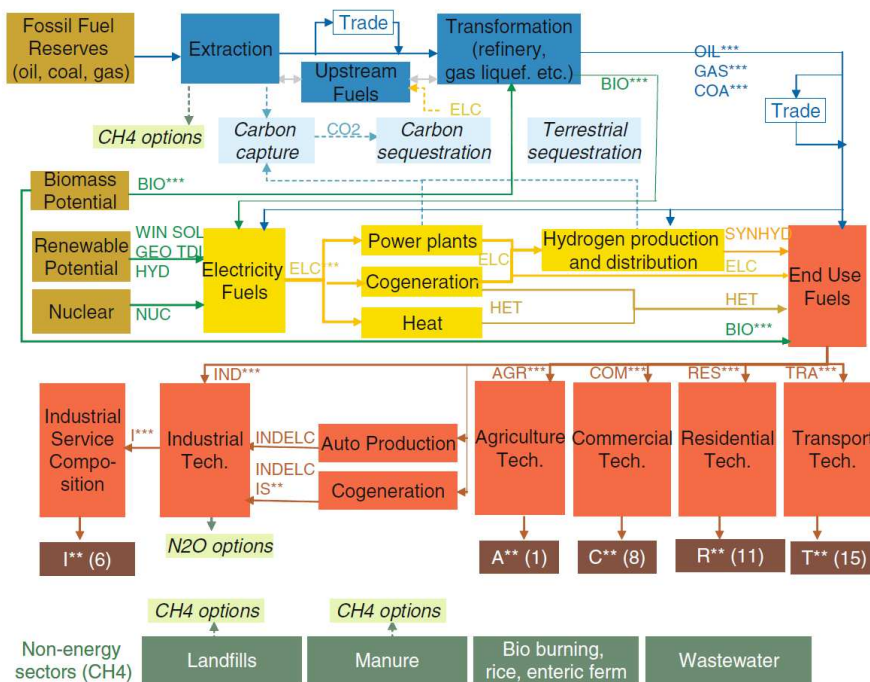 Fossil Fuel
Reserves
(oil, coal, gas)
Extraction
Trade
Transformation
(refinery,
gas liquef. etc.)
Upstream
Fuels
OIL***
GAS***
COA***
BIO***
Trade
ELC
CH4 options
Carbon
capture
CO2
Carbon
sequestration
Terrestrial
sequestration
Biomass
Potential
BIO***
Renewable
Potential
WIN SOL
GEO TDL
HYD
Nuclear
NUC
Electricity
Fuels
ELC***
Power plants
Cogeneration
Heat
ELC
HET
Hydrogen production
and distribution
SYNHYD
ELC
HET
BIO***
End Use
Fuels
IND***
AGR***
COM***
RES***
TRA***
Industrial
Service
Compo-
sition
I***
Industrial
Tech.
INDELC
Auto Production
INDELC
IS**
Cogeneration
Agriculture
Tech.
Commercial
Tech.
Residential
Tech.
Transport
Tech.
I** (6)
N2O options
A** (1)
C** (8)
R** (11)
T** (15)
CH4 options
CH4 options
Non-energy
sectors (CH4)
Landfills
Manure
Bio burning,
rice, enteric ferm
Wastewater